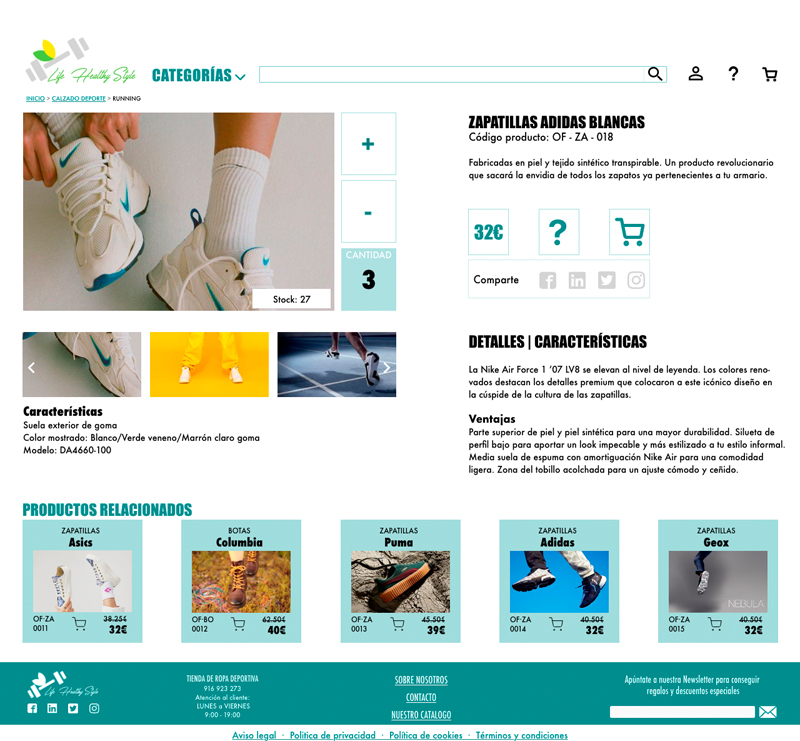 Life Healthy Style
CATEGORÍAS
?
INICIO > CALZADO DEPORTE > RUNNING
+
-
CANTIDAD
3
Stock: 27
ZAPATILLAS ADIDAS BLANCAS
Código producto: OF - ZA - 018
Fabricadas en piel y tejido sintético transpirable. Un producto revolucionario
que sacará la envidia de todos los zapatos ya pertenecientes a tu armario.
32€
?
Comparte
Características
Suela exterior de goma
Color mostrado: Blanco/Verde veneno/Marrón claro goma
Modelo: DA4660-100
DETALLES | CARACTERÍSTICAS
La Nike Air Force 1 '07 LV8 se elevan al nivel de leyenda. Los colores reno-
vados destacan los detalles premium que colocaron a este icónico diseño en
la cúspide de la cultura de las zapatillas.
Ventajas
Parte superior de piel y piel sintética para una mayor durabilidad. Silueta de
perfil bajo para aportar un look impecable y más estilizado a tu estilo informal.
Media suela de espuma con amortiguación Nike Air para una comodidad
ligera. Zona del tobillo acolchada para un ajuste cómodo y ceñido.
PRODUCTOS RELACIONADOS
ZAPATILLAS
Asics
OF-ZA
0011
38.25€
32€
BOTAS
Columbia
OF-BO
0012
62.50€
40€
ZAPATILLAS
Puma
OF-ZA
0013
45.50€
39€
ZAPATILLAS
Adidas
OF-ZA
0014
40.50€
32€
ZAPATILLAS
Geox
NEBULA
OF-ZA
0015
40.50€
32€
Life Healthy Style
TIENDA DE ROPA DEPORTIVA
916 923 273
Atención al cliente:
LUNES a VIERNES
9:00 - 19:00
SOBRE NOSOTROS
CONTACTO
NUESTRO CATALOGO
Apúntate a nuestra Newsletter para conseguir
regalos y descuentos especiales
Aviso legal · Política de privacidad · Política de cookies · Términos y condiciones